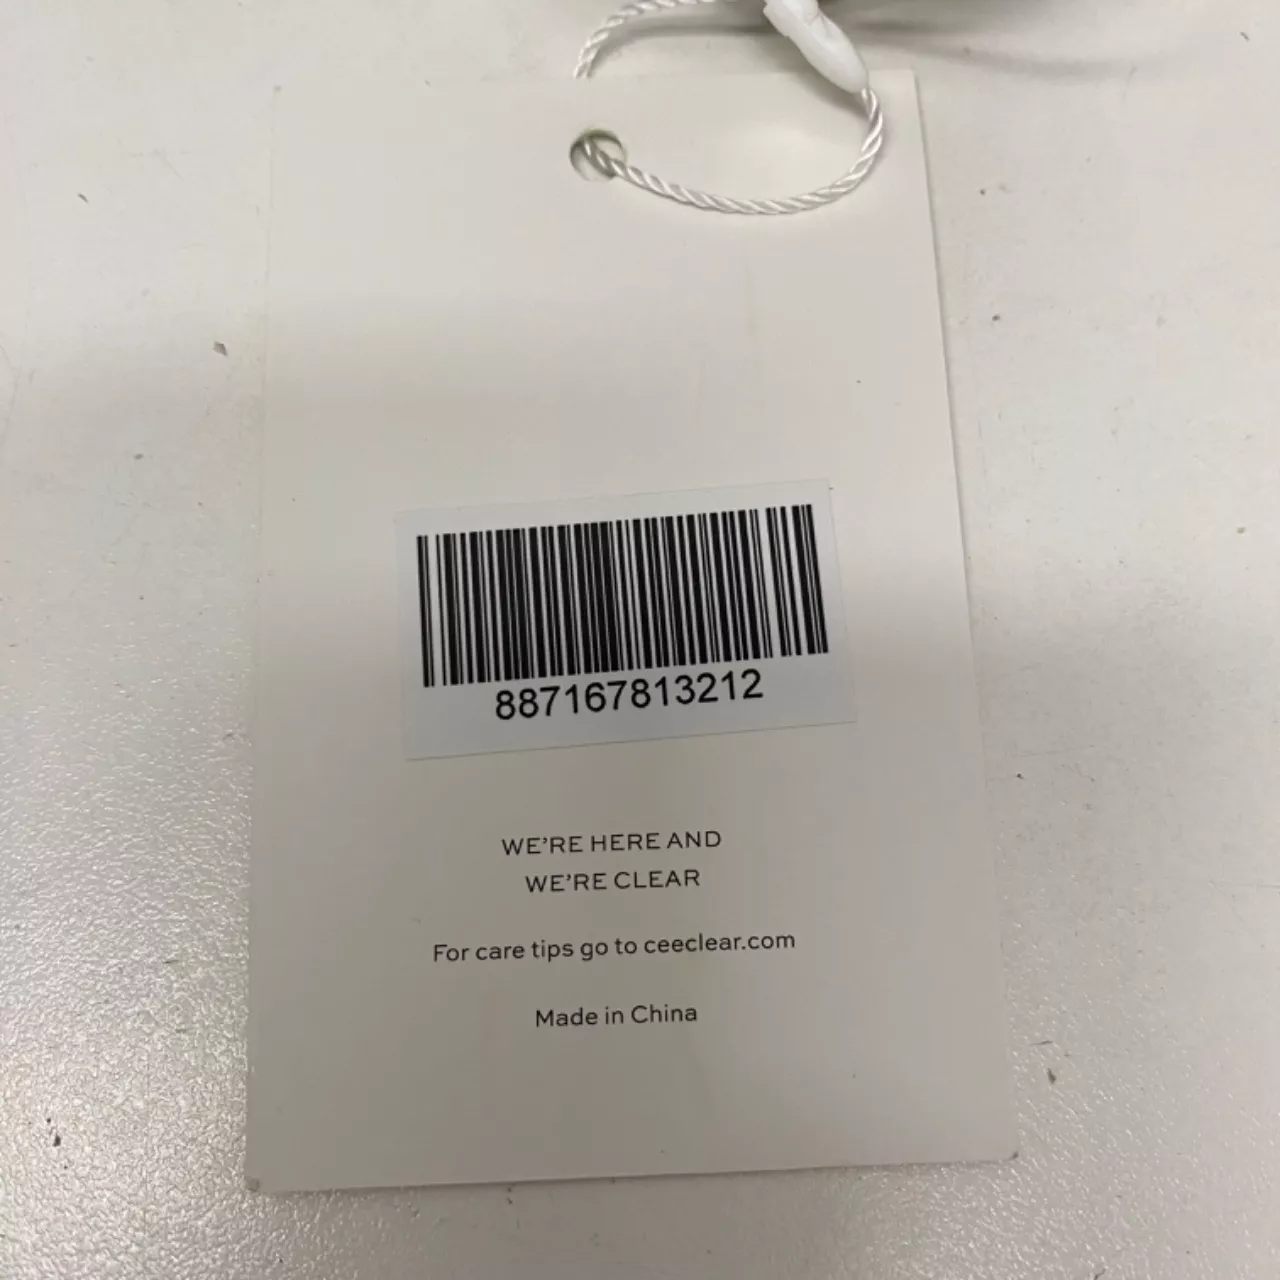 887167813212
WE'RE HERE AND
WE'RE CLEAR
For care tips go to ceeclear.com
Made in China